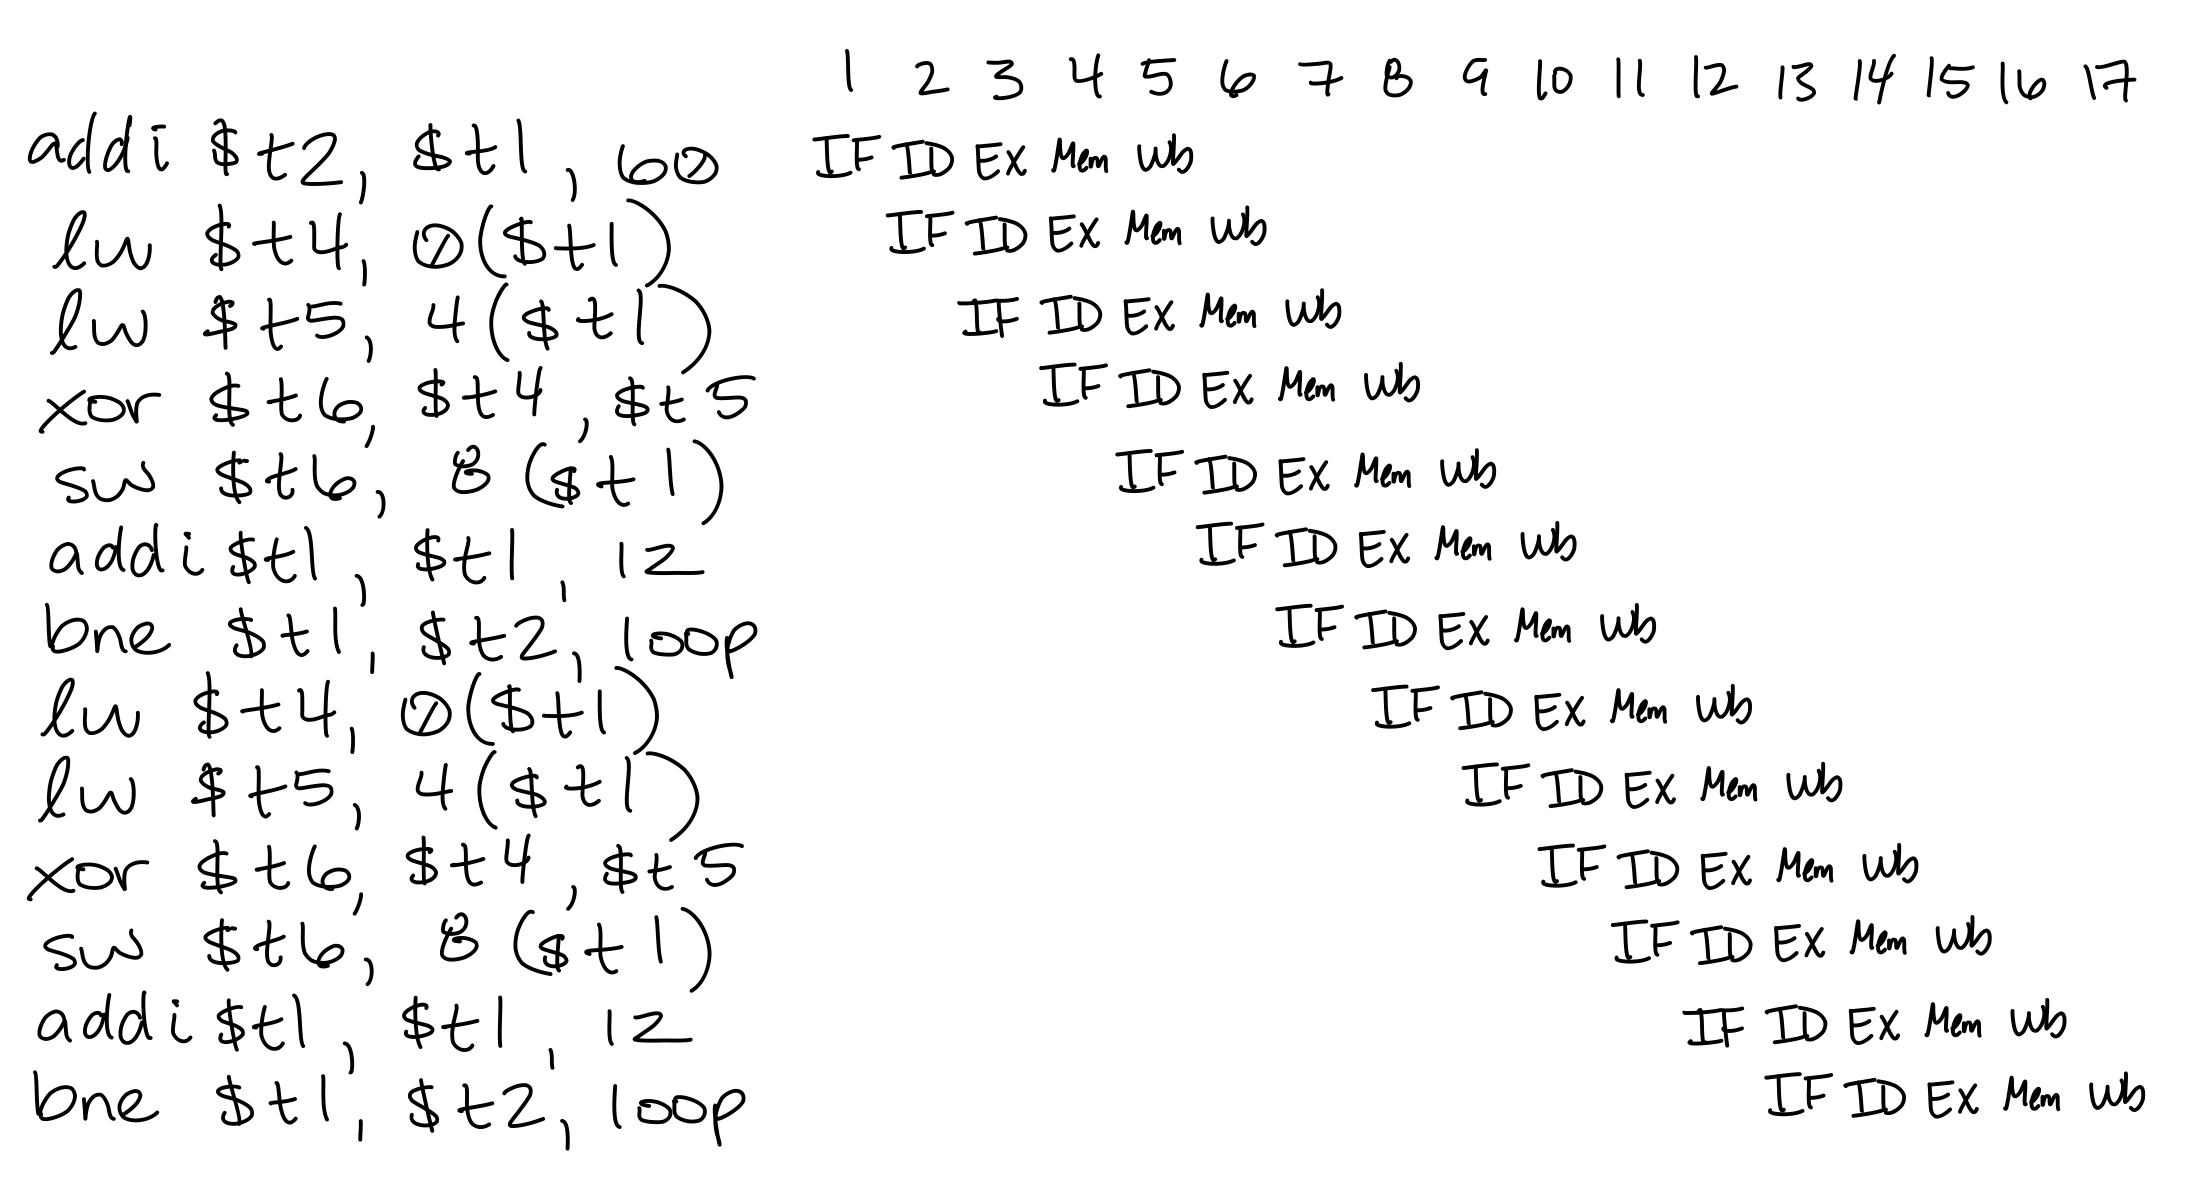 1 2 3 4 5 6 7 8 9 10 11 12 13 14 15 16 17
addi $t2, $t1, 60 IF ID EX Mem Wb
lw $t4, 0($t1) IF ID EX Mem Wb
lw $t5, 4($t1) IF ID EX Mem Wb
xor $t6, $t4, $t5 IF ID EX Mem Wb
sw $t6, 8($t1) IF ID EX Mem Wb
addi $t1, $t1, 12 IF ID EX Mem Wb
bne $t1, $t2, loop IF ID EX Mem Wb
lw $t4, 0($t1) IF ID EX Mem Wb
lw $t5, 4($t1) IF ID EX Mem Wb
xor $t6, $t4, $t5 IF ID EX Mem Wb
sw $t6, 8($t1) IF ID EX Mem Wb
addi $t1, $t1, 12 IF ID EX Mem Wb
bne $t1, $t2, loop IF ID EX Mem Wb